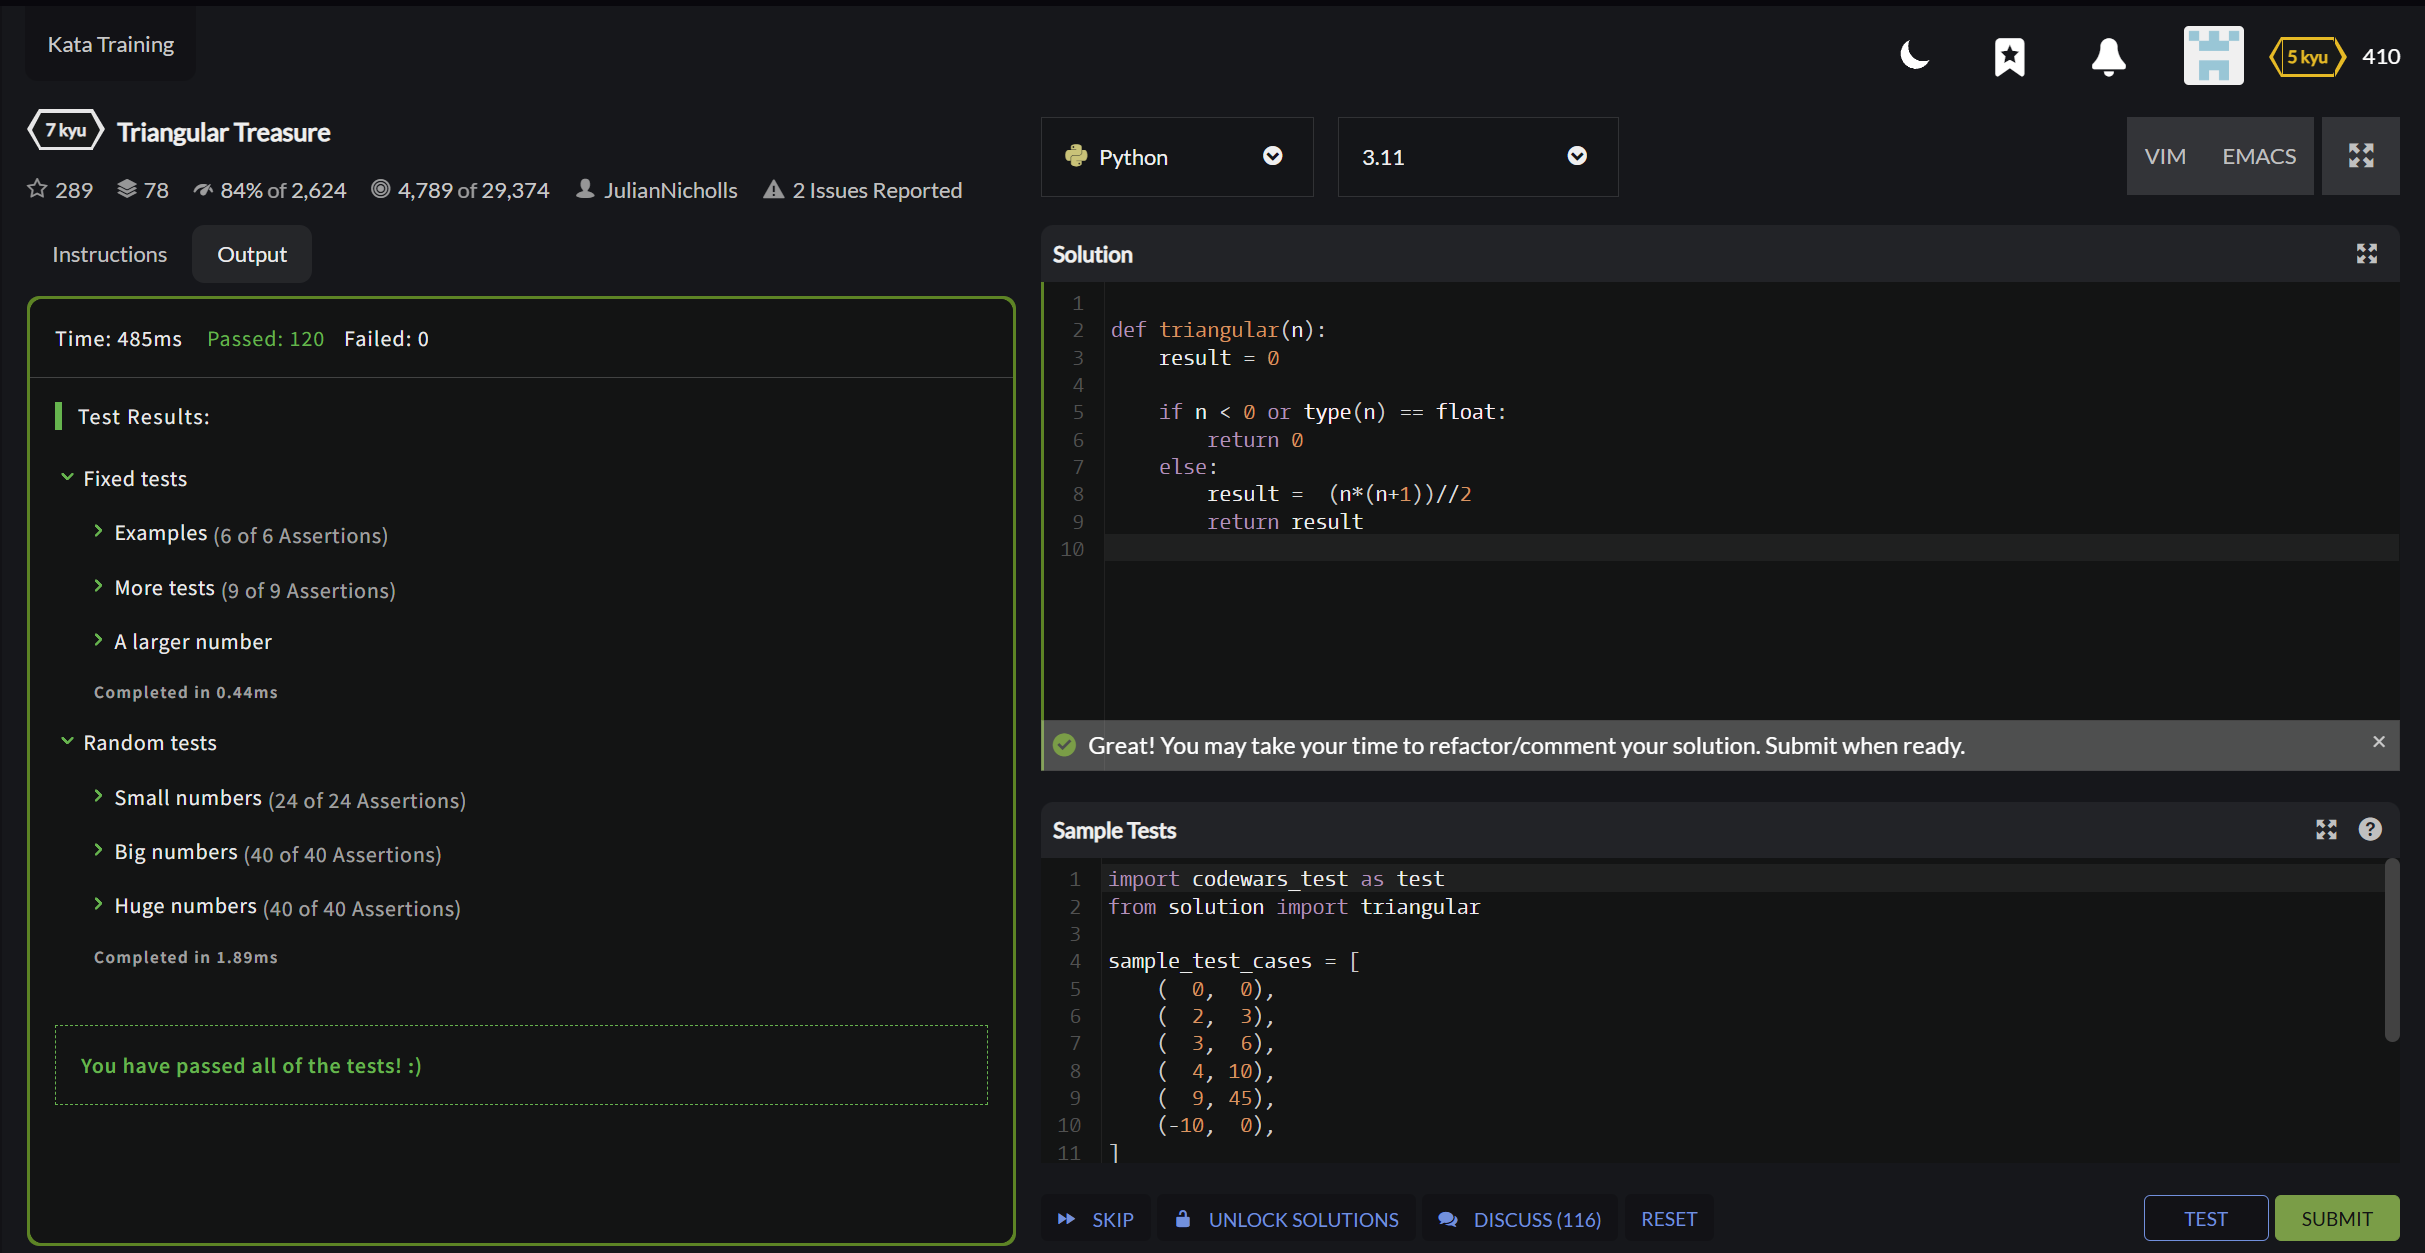 Kata Training
5 kyu 410
7 kyu Triangular Treasure
289 78 84% of 2,624 4,789 of 29,374 JulianNicholls 2 Issues Reported
Instructions Output
Time: 485ms Passed: 120 Failed: 0
Test Results:
Fixed tests
Examples (6 of 6 Assertions)
More tests (9 of 9 Assertions)
A larger number
Completed in 0.44ms
Random tests
Small numbers (24 of 24 Assertions)
Big numbers (40 of 40 Assertions)
Huge numbers (40 of 40 Assertions)
Completed in 1.89ms
You have passed all of the tests! :)
Python 3.11 VIM EMACS
Solution
1
2 def triangular(n):
3     result = 0
4
5     if n < 0 or type(n) == float:
6         return 0
7     else:
8         result =  (n*(n+1))//2
9         return result
10
Great! You may take your time to refactor/comment your solution. Submit when ready. ×
Sample Tests ?
1 import codewars_test as test
2 from solution import triangular
3
4 sample_test_cases = [
5     (  0,  0),
6     (  2,  3),
7     (  3,  6),
8     (  4, 10),
9     (  9, 45),
10     (-10,  0),
11 ]
SKIP UNLOCK SOLUTIONS DISCUSS (116) RESET TEST SUBMIT